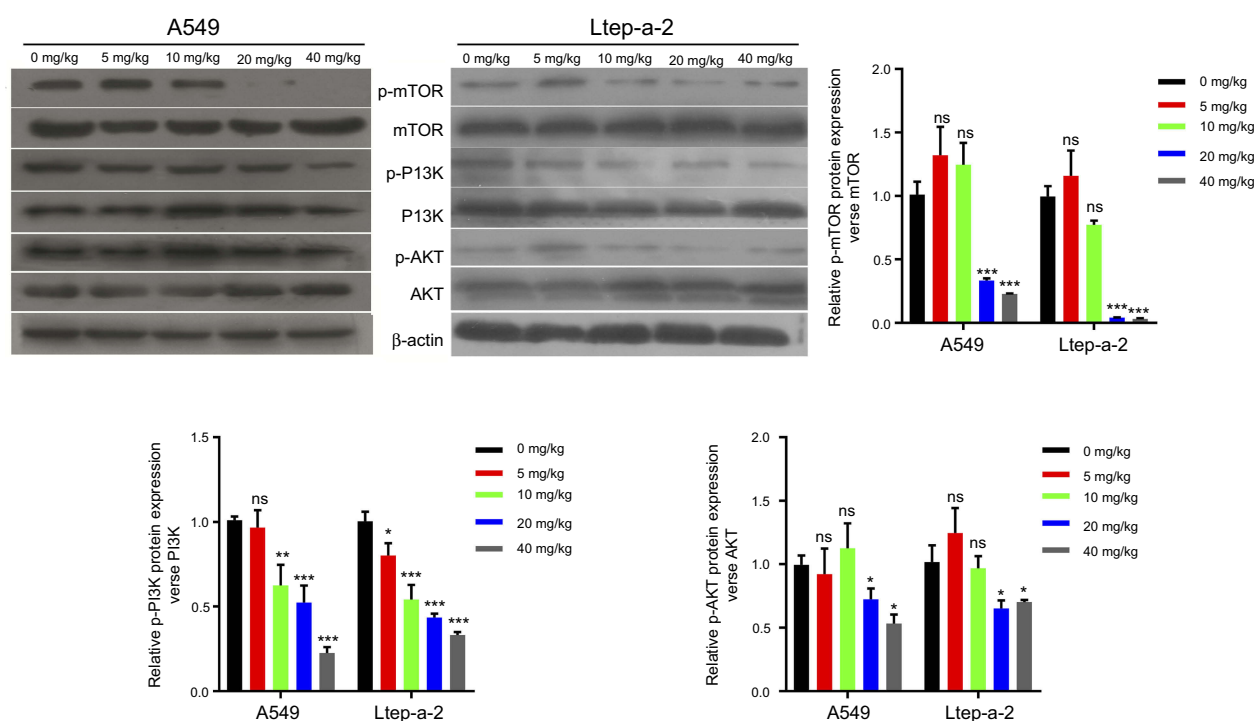 A549
Ltep-a-2
0 mg/kg 5 mg/kg 10 mg/kg 20 mg/kg 40 mg/kg
0 mg/kg 5 mg/kg 10 mg/kg 20 mg/kg 40 mg/kg
p-mTOR
mTOR
p-P13K
P13K
p-AKT
AKT
β-actin
Relative p-mTOR protein expression
verse mTOR
2.0
1.5
1.0
0.5
0.0
ns
ns
***
***
ns
ns
***
***
A549
Ltep-a-2
0 mg/kg
5 mg/kg
10 mg/kg
20 mg/kg
40 mg/kg
Relative p-PI3K protein expression
verse PI3K
1.5
1.0
0.5
0.0
ns
**
***
***
*
***
***
***
A549
Ltep-a-2
0 mg/kg
5 mg/kg
10 mg/kg
20 mg/kg
40 mg/kg
Relative p-AKT protein expression
verse AKT
2.0
1.5
1.0
0.5
0.0
ns
ns
*
*
ns
ns
*
*
A549
Ltep-a-2
0 mg/kg
5 mg/kg
10 mg/kg
20 mg/kg
40 mg/kg